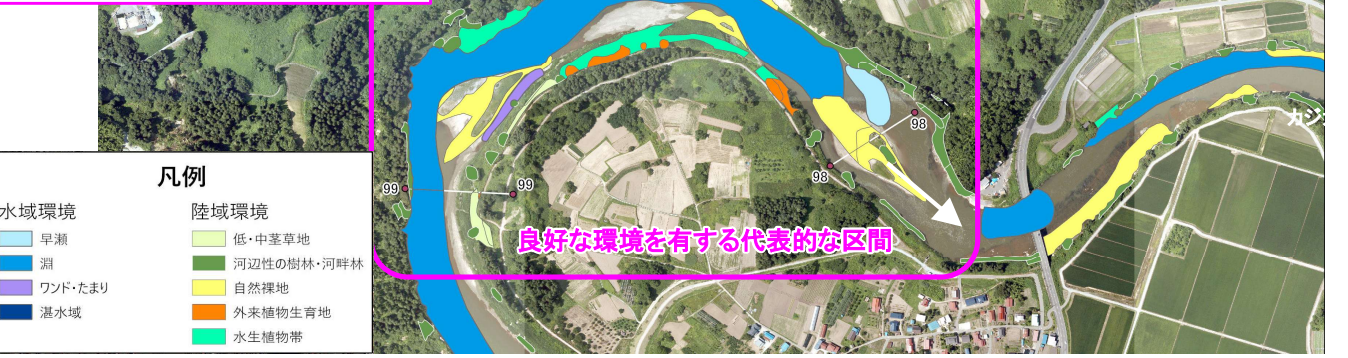 98
98
99
99
良好な環境を有する代表的な区間
凡例
水域環境
早瀬
淵
ワンド・たまり
湛水域
陸域環境
低・中茎草地
河辺性の樹林・河畔林
自然裸地
外来植物生育地
水生植物帯